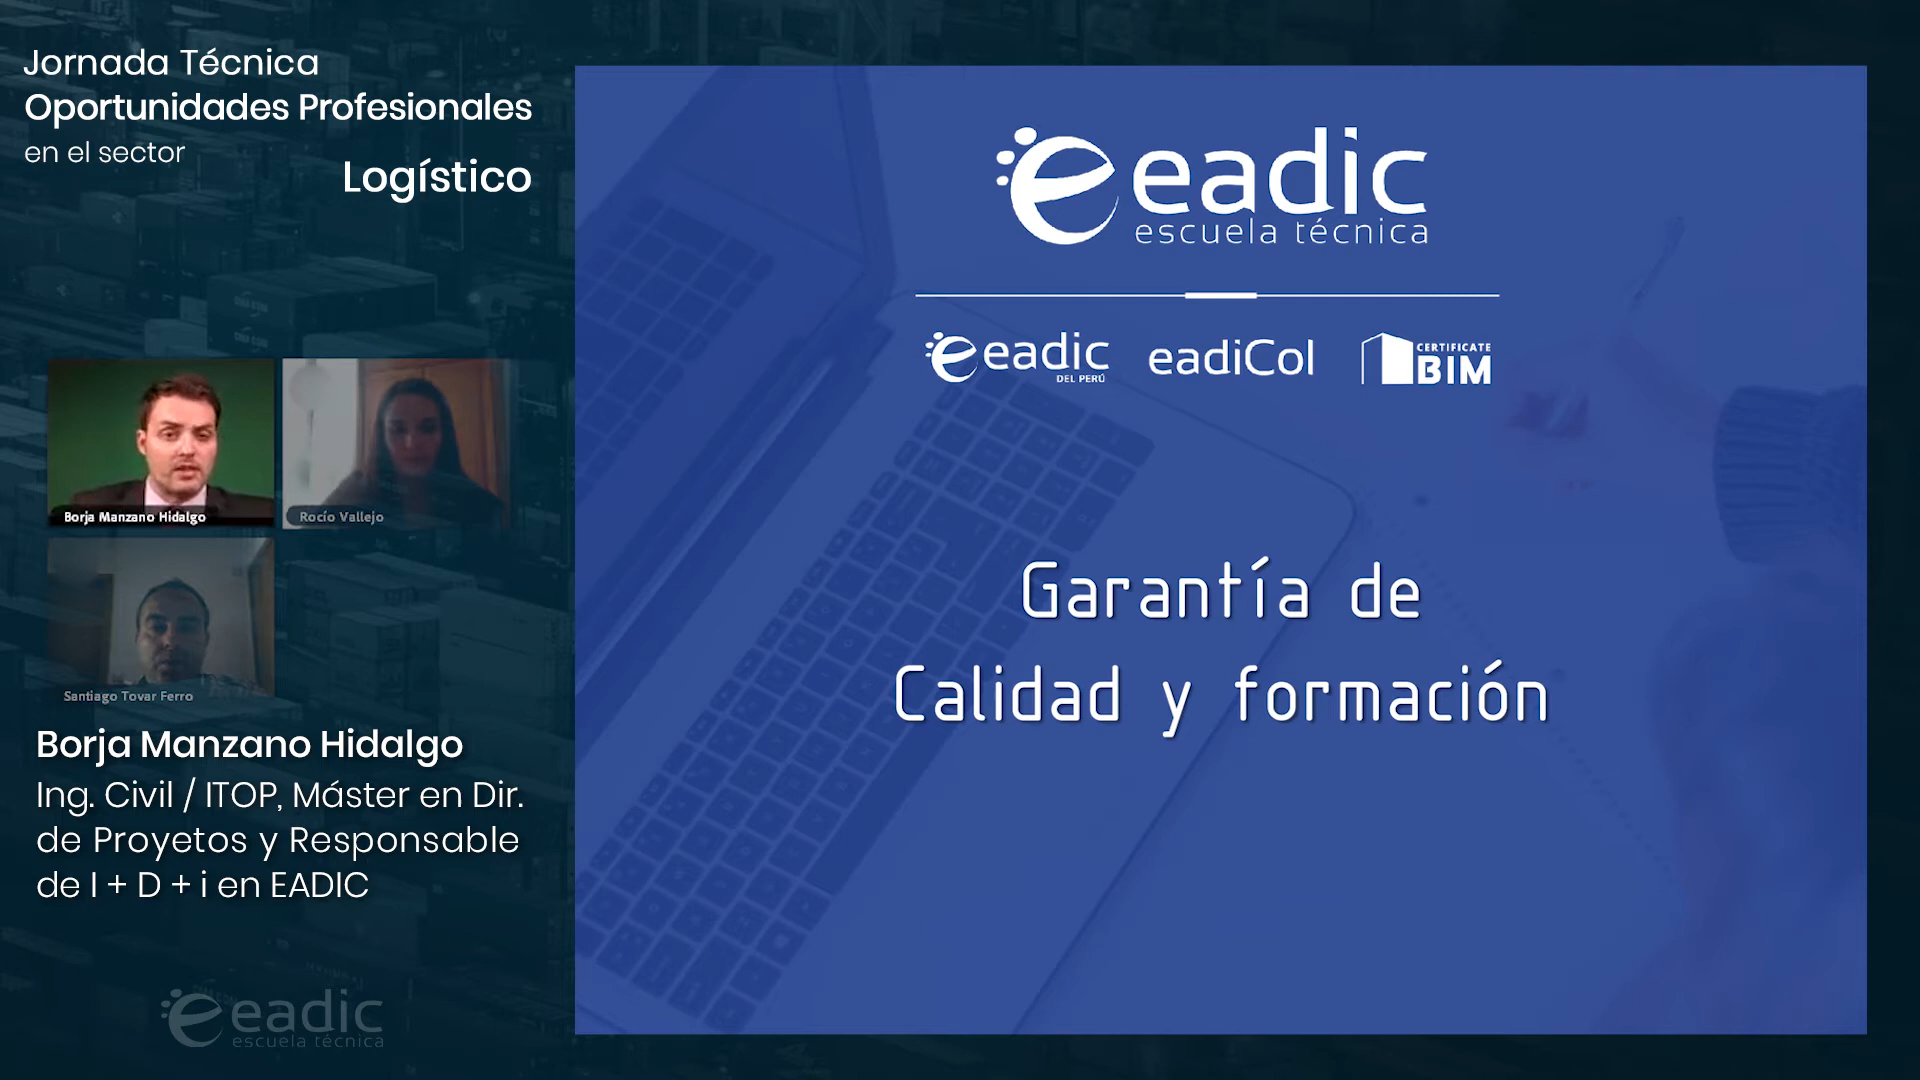 Jornada Técnica
Oportunidades Profesionales
en el sector
Logístico
Borja Manzano Hidalgo
Rocío Vallejo
Santiago Tovar Ferro
Borja Manzano Hidalgo
Ing. Civil / ITOP, Máster en Dir.
de Proyetos y Responsable
de I + D + i en EADIC
eadic
escuela técnica
eadic
escuela técnica
eadic
DEL PERÚ
eadiCol
CERTIFICATE
BIM
Garantía de
Calidad y formación